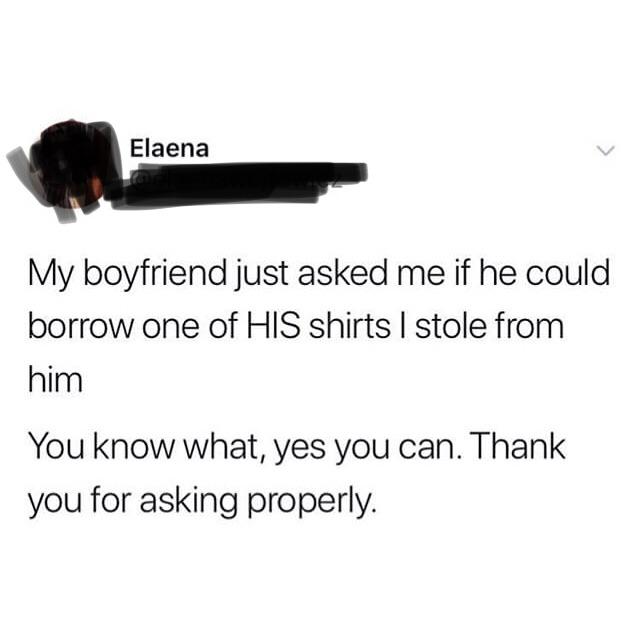 Elaena
My boyfriend just asked me if he could
borrow one of HIS shirts I stole from
him
You know what, yes you can. Thank
you for asking properly.